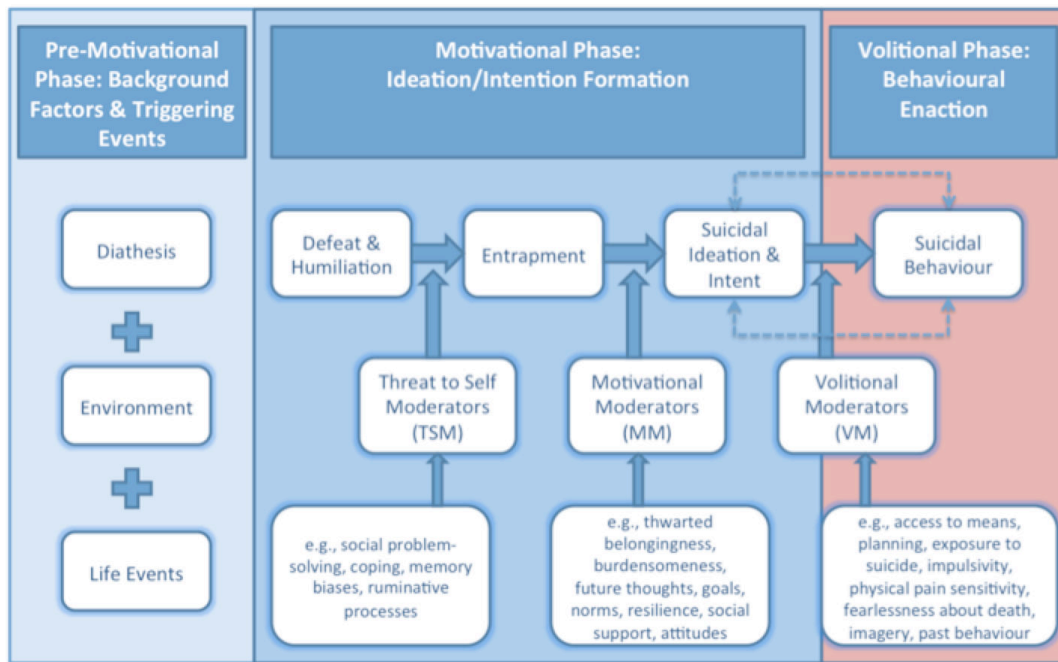 Pre-Motivational
Phase: Background
Factors & Triggering
Events
Motivational Phase:
Ideation/Intention Formation
Volitional Phase:
Behavioural
Enaction
Diathesis
Environment
Life Events
Defeat &
Humiliation
Entrapment
Suicidal
Ideation &
Intent
Suicidal
Behaviour
Threat to Self
Moderators
(TSM)
Motivational
Moderators
(MM)
Volitional
Moderators
(VM)
e.g., social problem-
solving, coping, memory
biases, ruminative
processes
e.g., thwarted
belongingness,
burdensomeness,
future thoughts, goals,
norms, resilience, social
support, attitudes
e.g., access to means,
planning, exposure to
suicide, impulsivity,
physical pain sensitivity,
fearlessness about death,
imagery, past behaviour